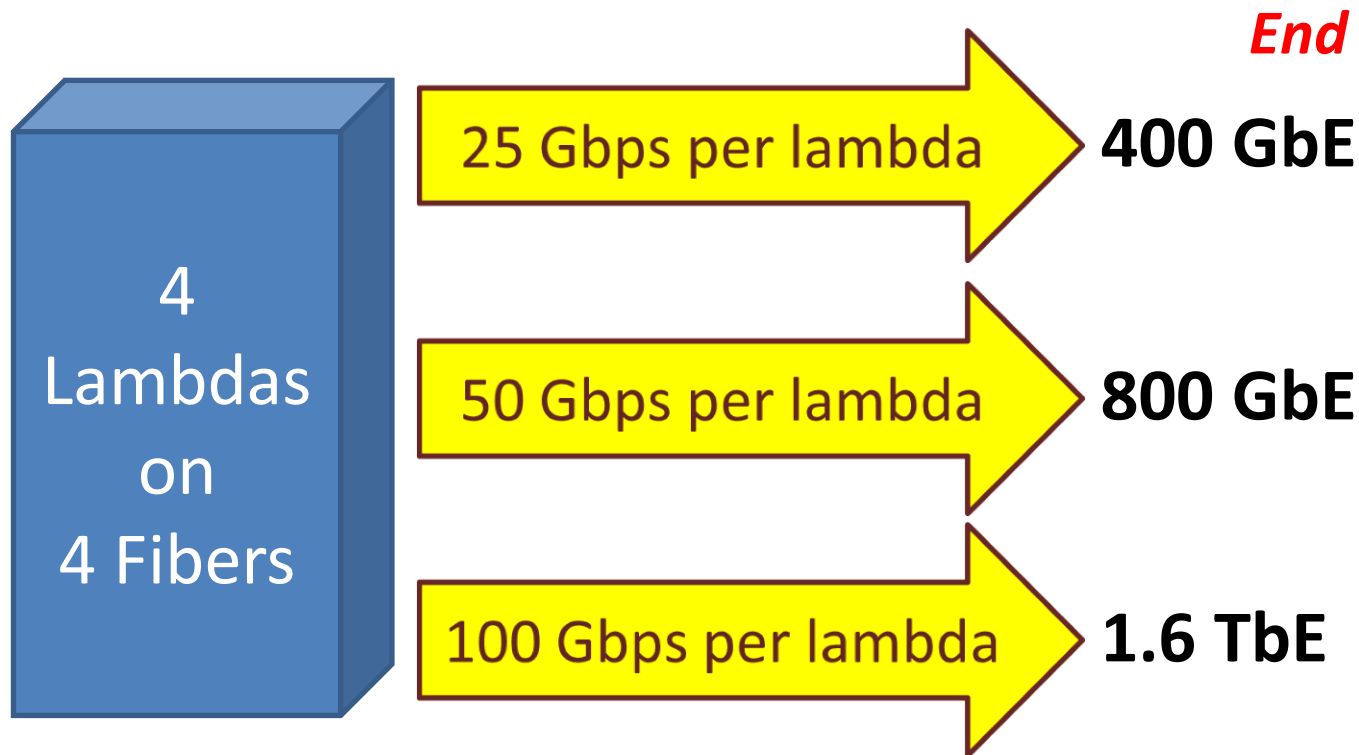 End
4
Lambdas
on
4 Fibers
25 Gbps per lambda
400 GbE
50 Gbps per lambda
800 GbE
100 Gbps per lambda
1.6 TbE